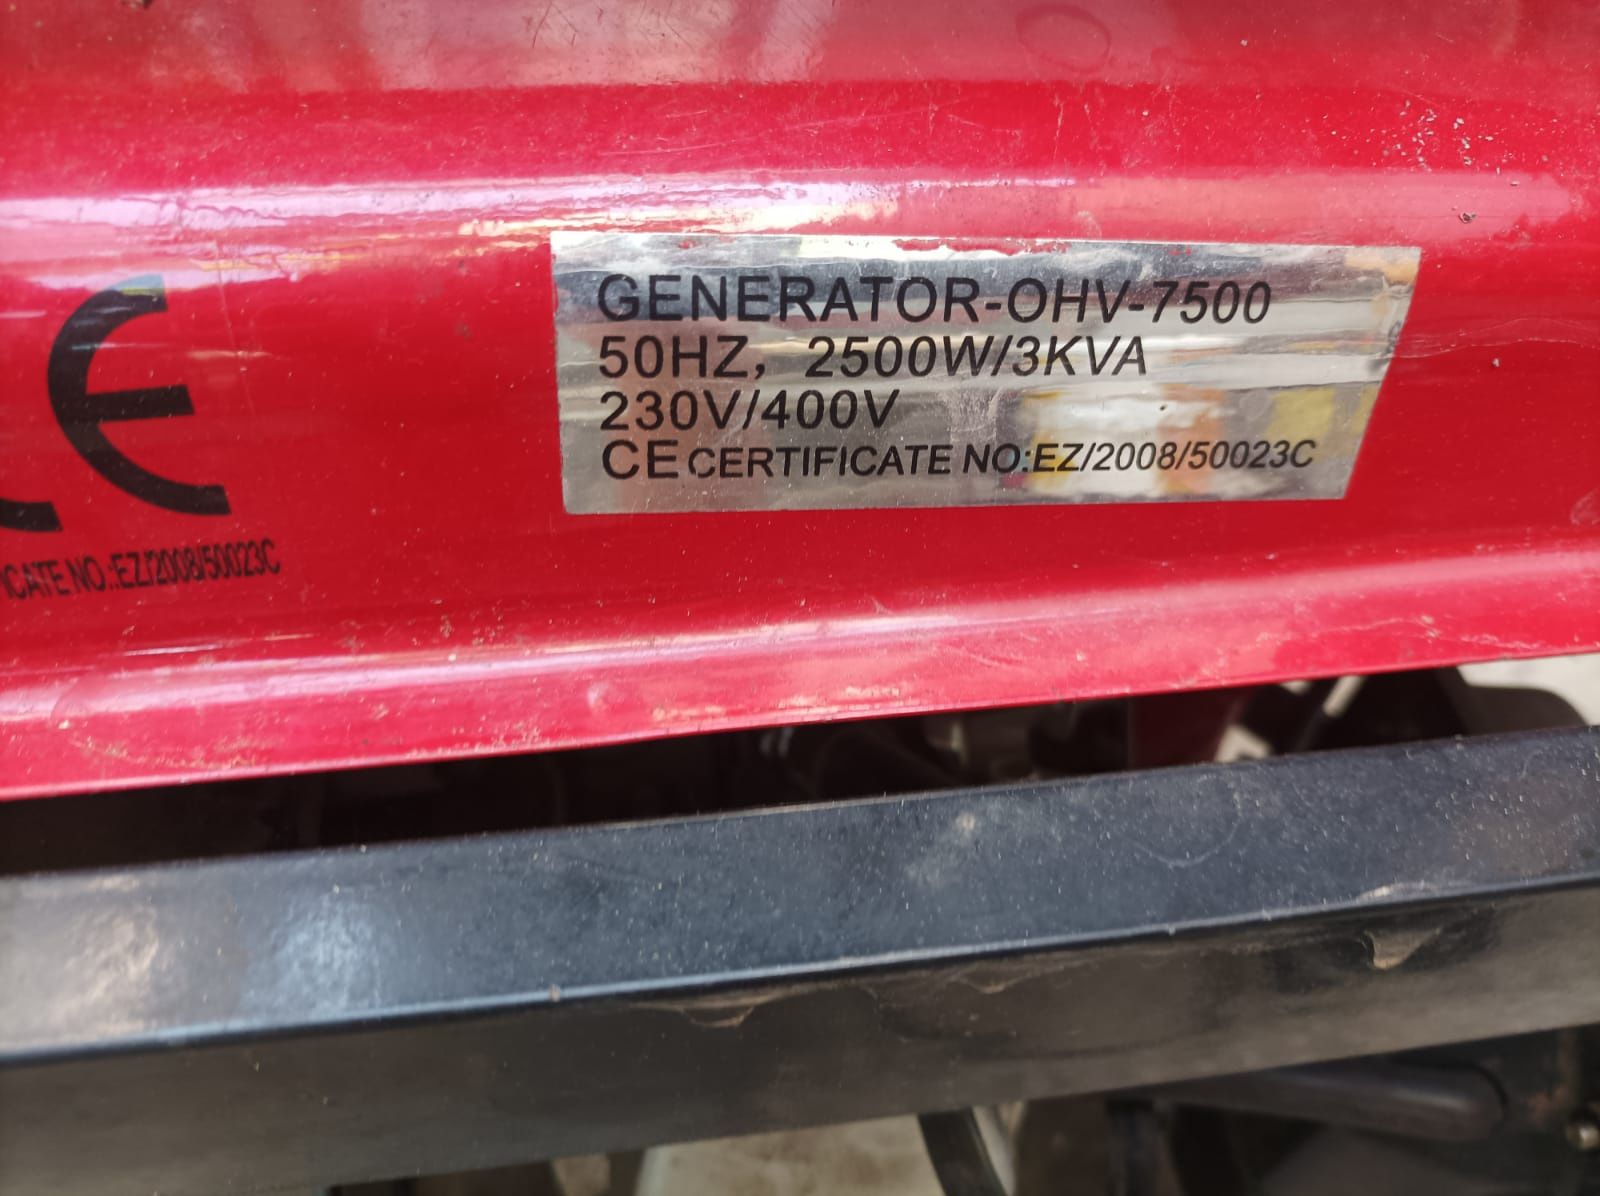 GENERATOR-OHV-7500
50HZ, 2500W/3KVA
230V/400V
CE CERTIFICATE NO:EZ/2008/50023C
CE
ICATE NO.:EZ/2008/50023C